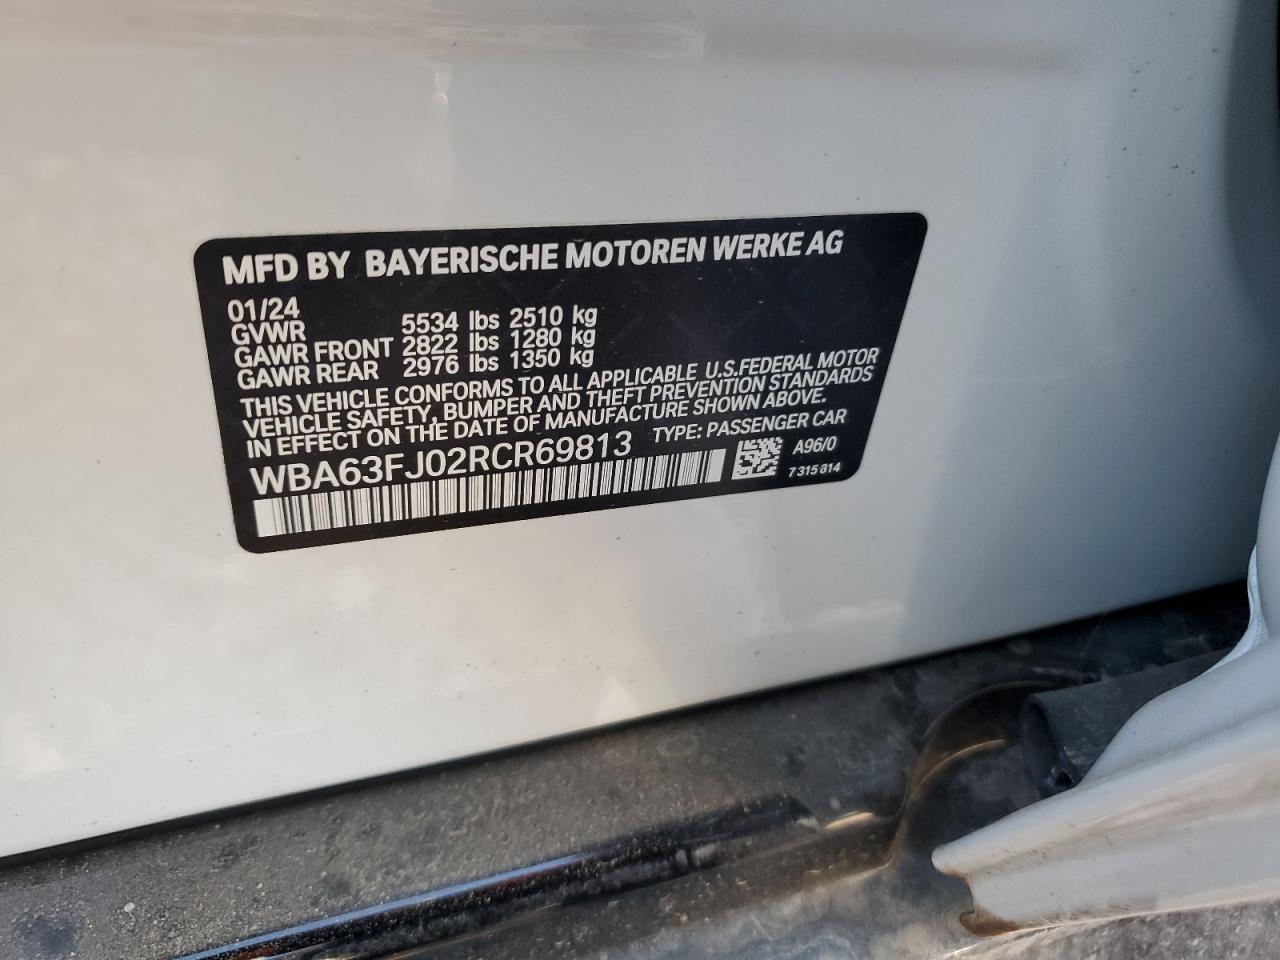 MFD BY BAYERISCHE MOTOREN WERKE AG
01/24
GVWR 5534 lbs 2510 kg
GAWR FRONT 2822 lbs 1280 kg
GAWR REAR 2976 lbs 1350 kg
THIS VEHICLE CONFORMS TO ALL APPLICABLE U.S.FEDERAL MOTOR
VEHICLE SAFETY, BUMPER AND THEFT PREVENTION STANDARDS
IN EFFECT ON THE DATE OF MANUFACTURE SHOWN ABOVE.
TYPE: PASSENGER CAR
WBA63FJ02RCR69813
A96/0
7 315 814